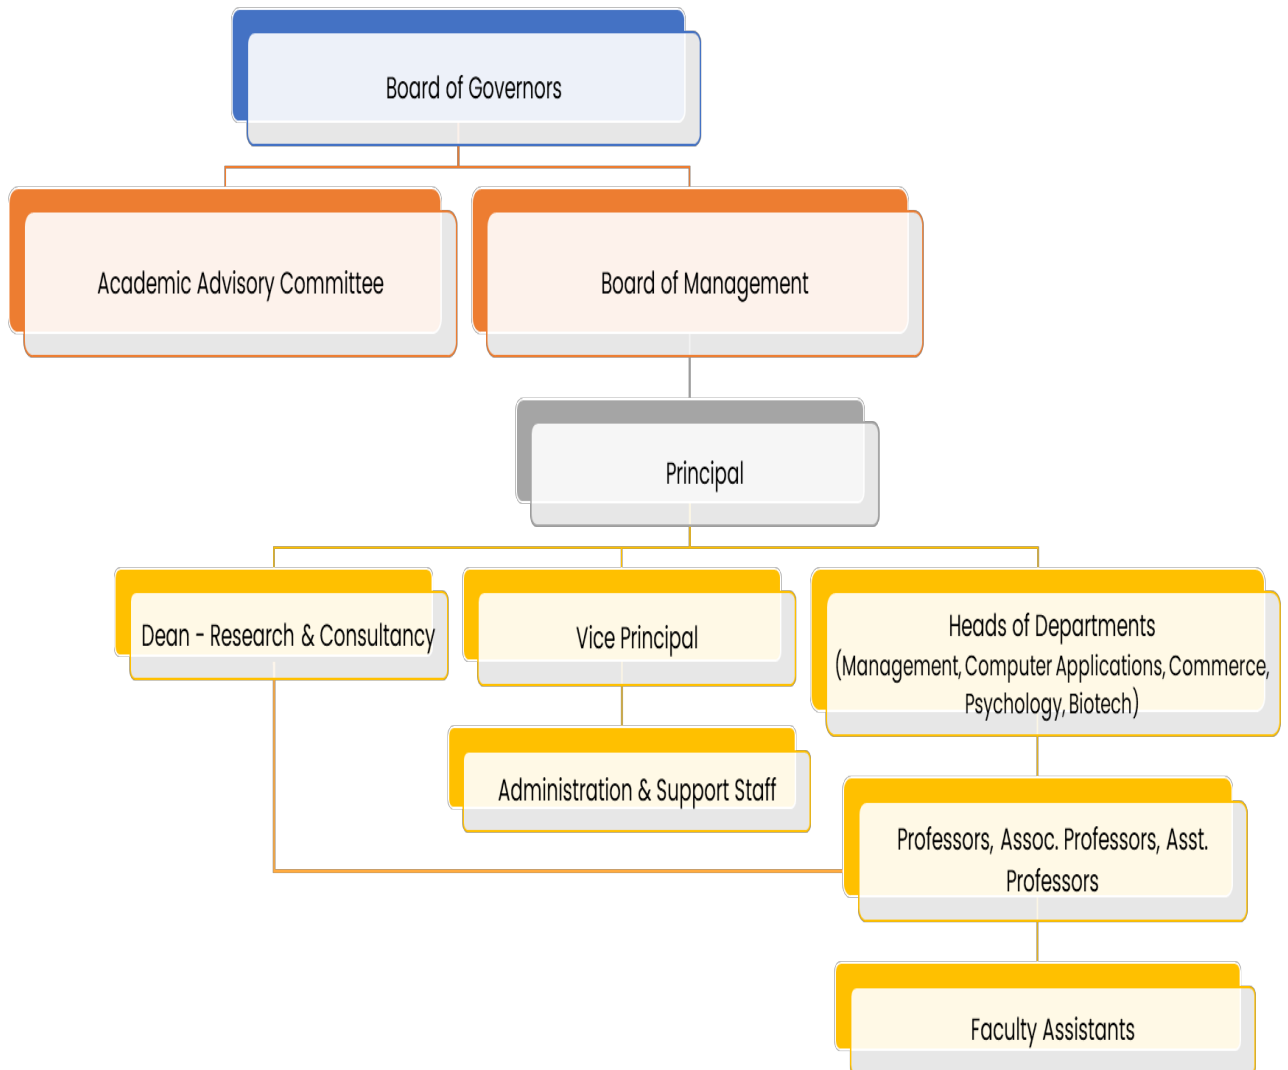 Board of Governors
Academic Advisory Committee
Board of Management
Principal
Dean - Research & Consultancy
Vice Principal
Heads of Departments
(Management, Computer Applications, Commerce,
Psychology, Biotech)
Administration & Support Staff
Professors, Assoc. Professors, Asst.
Professors
Faculty Assistants